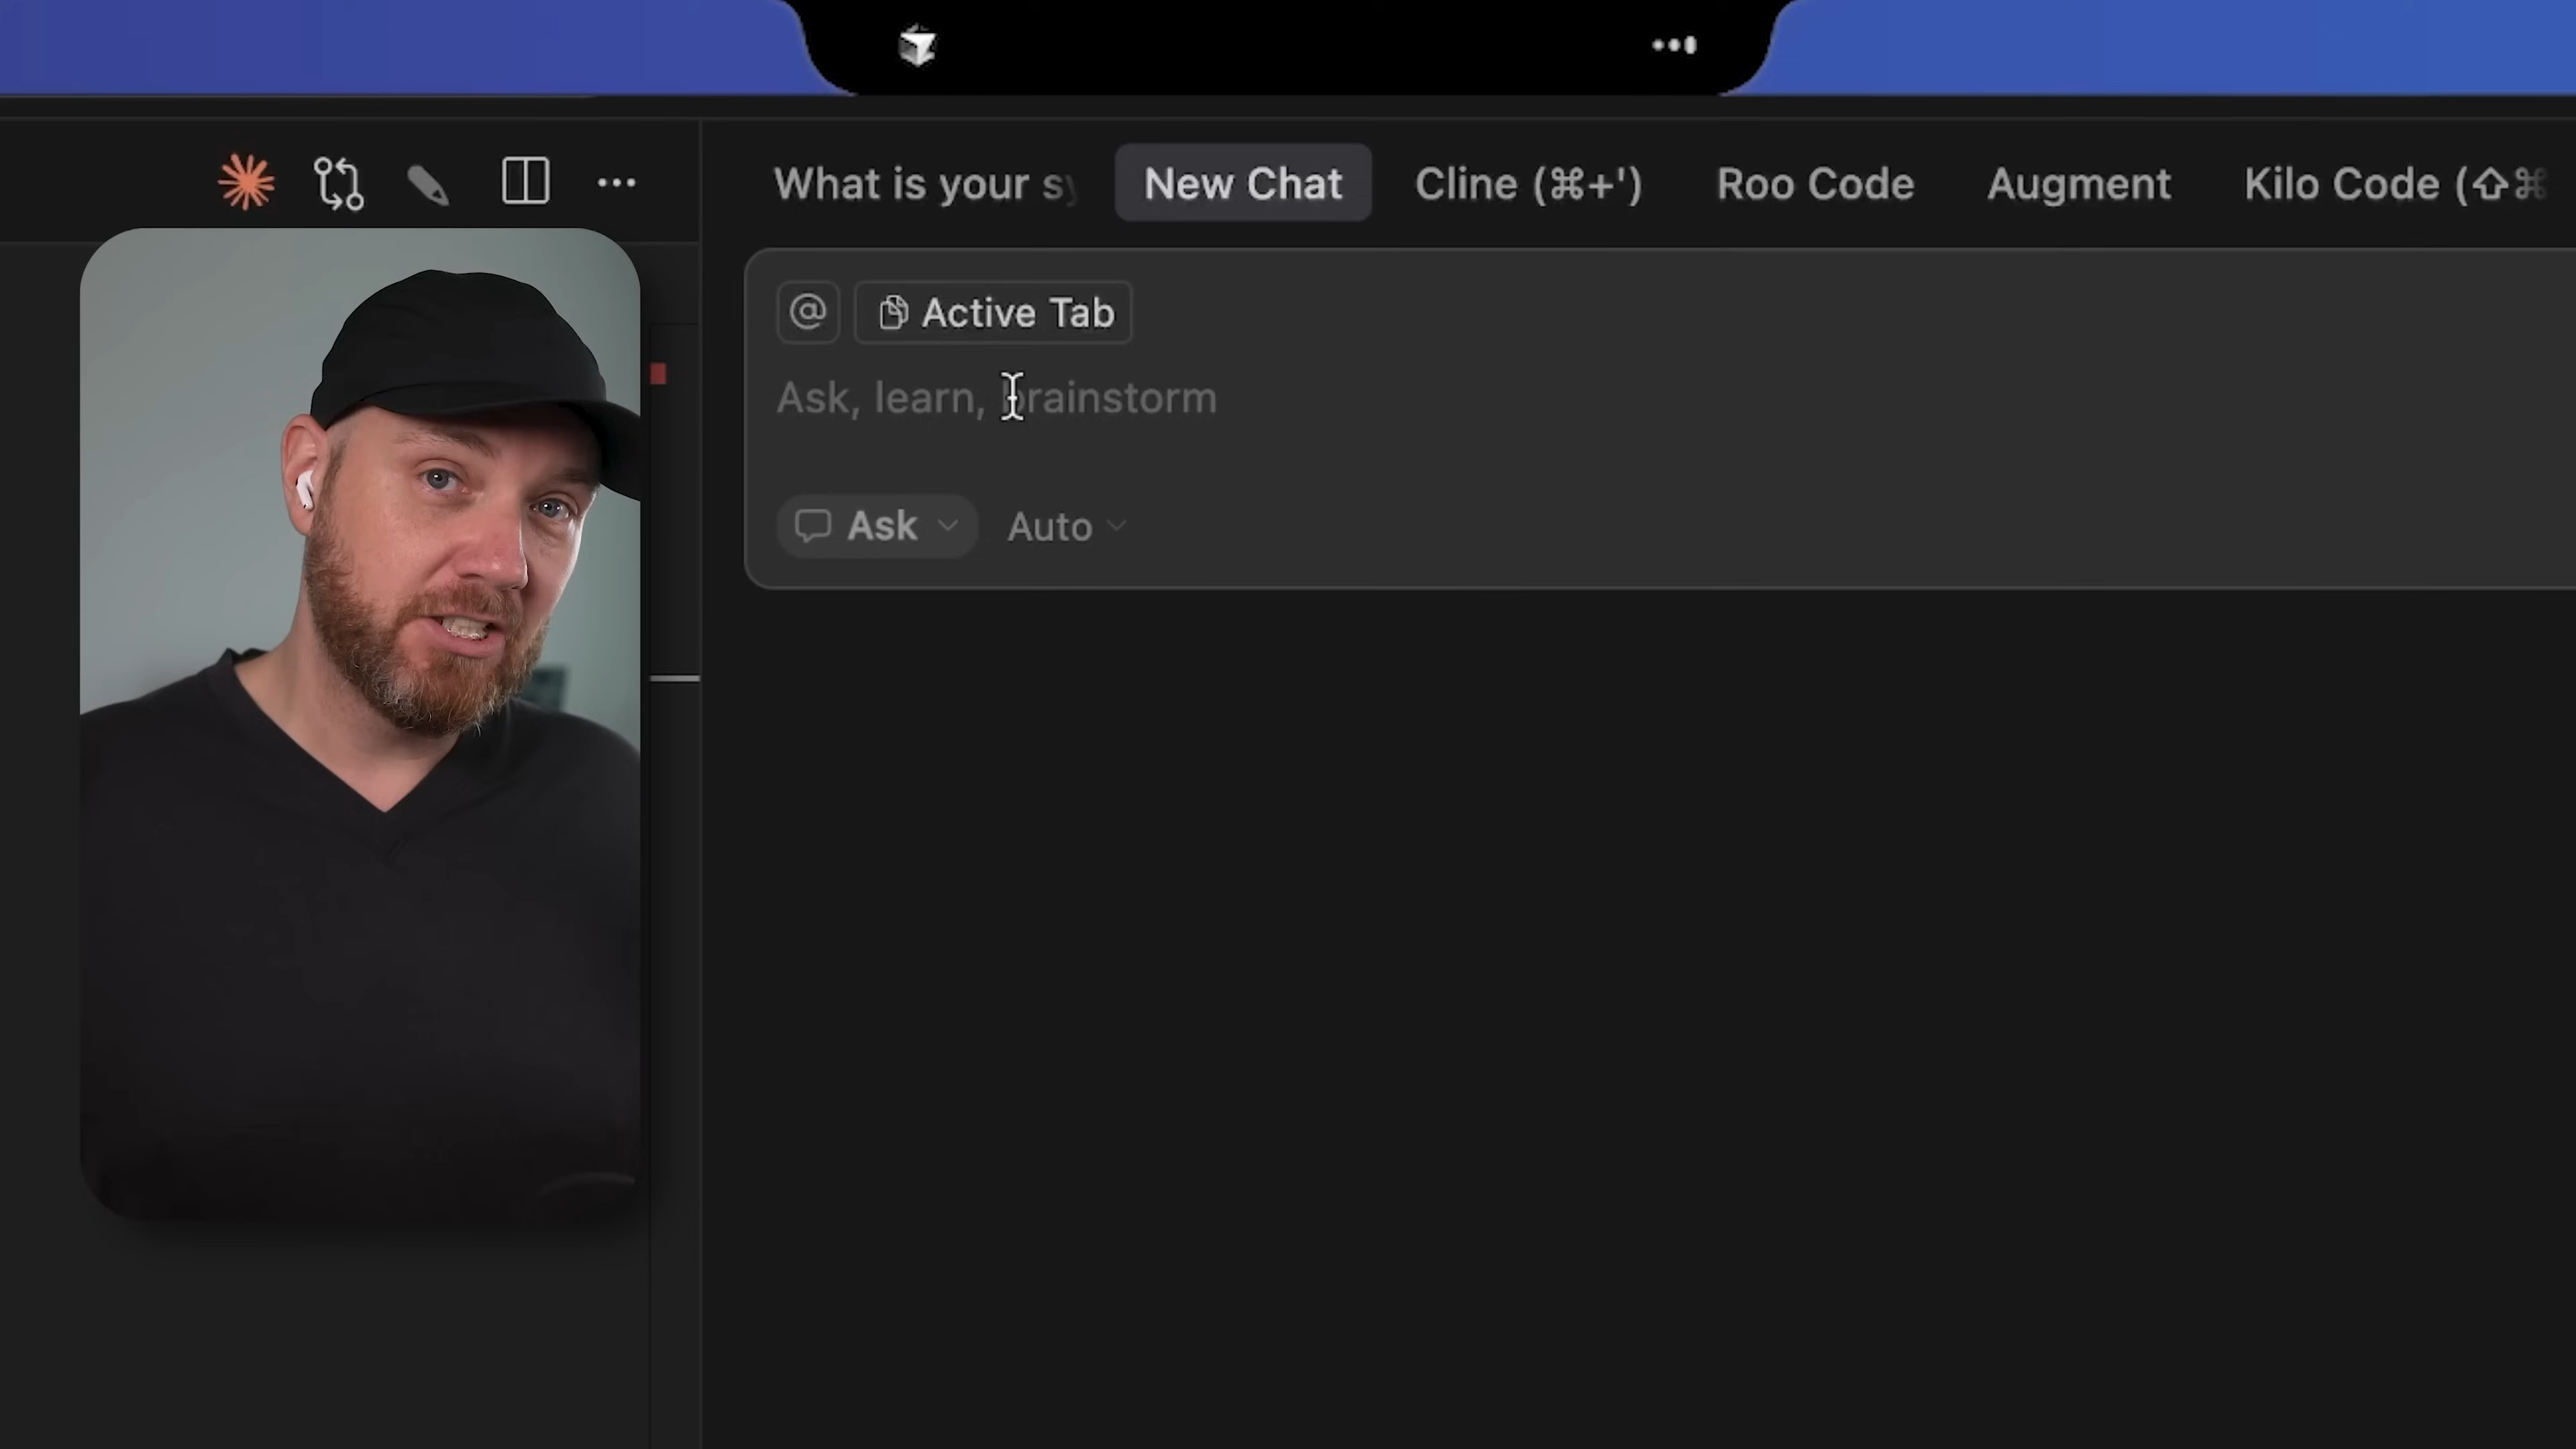 What is your New Chat Cline (⌘+') Roo Code Augment Kilo Code (⇧⌘
@ Active Tab
Ask, learn, brainstorm
Ask Auto